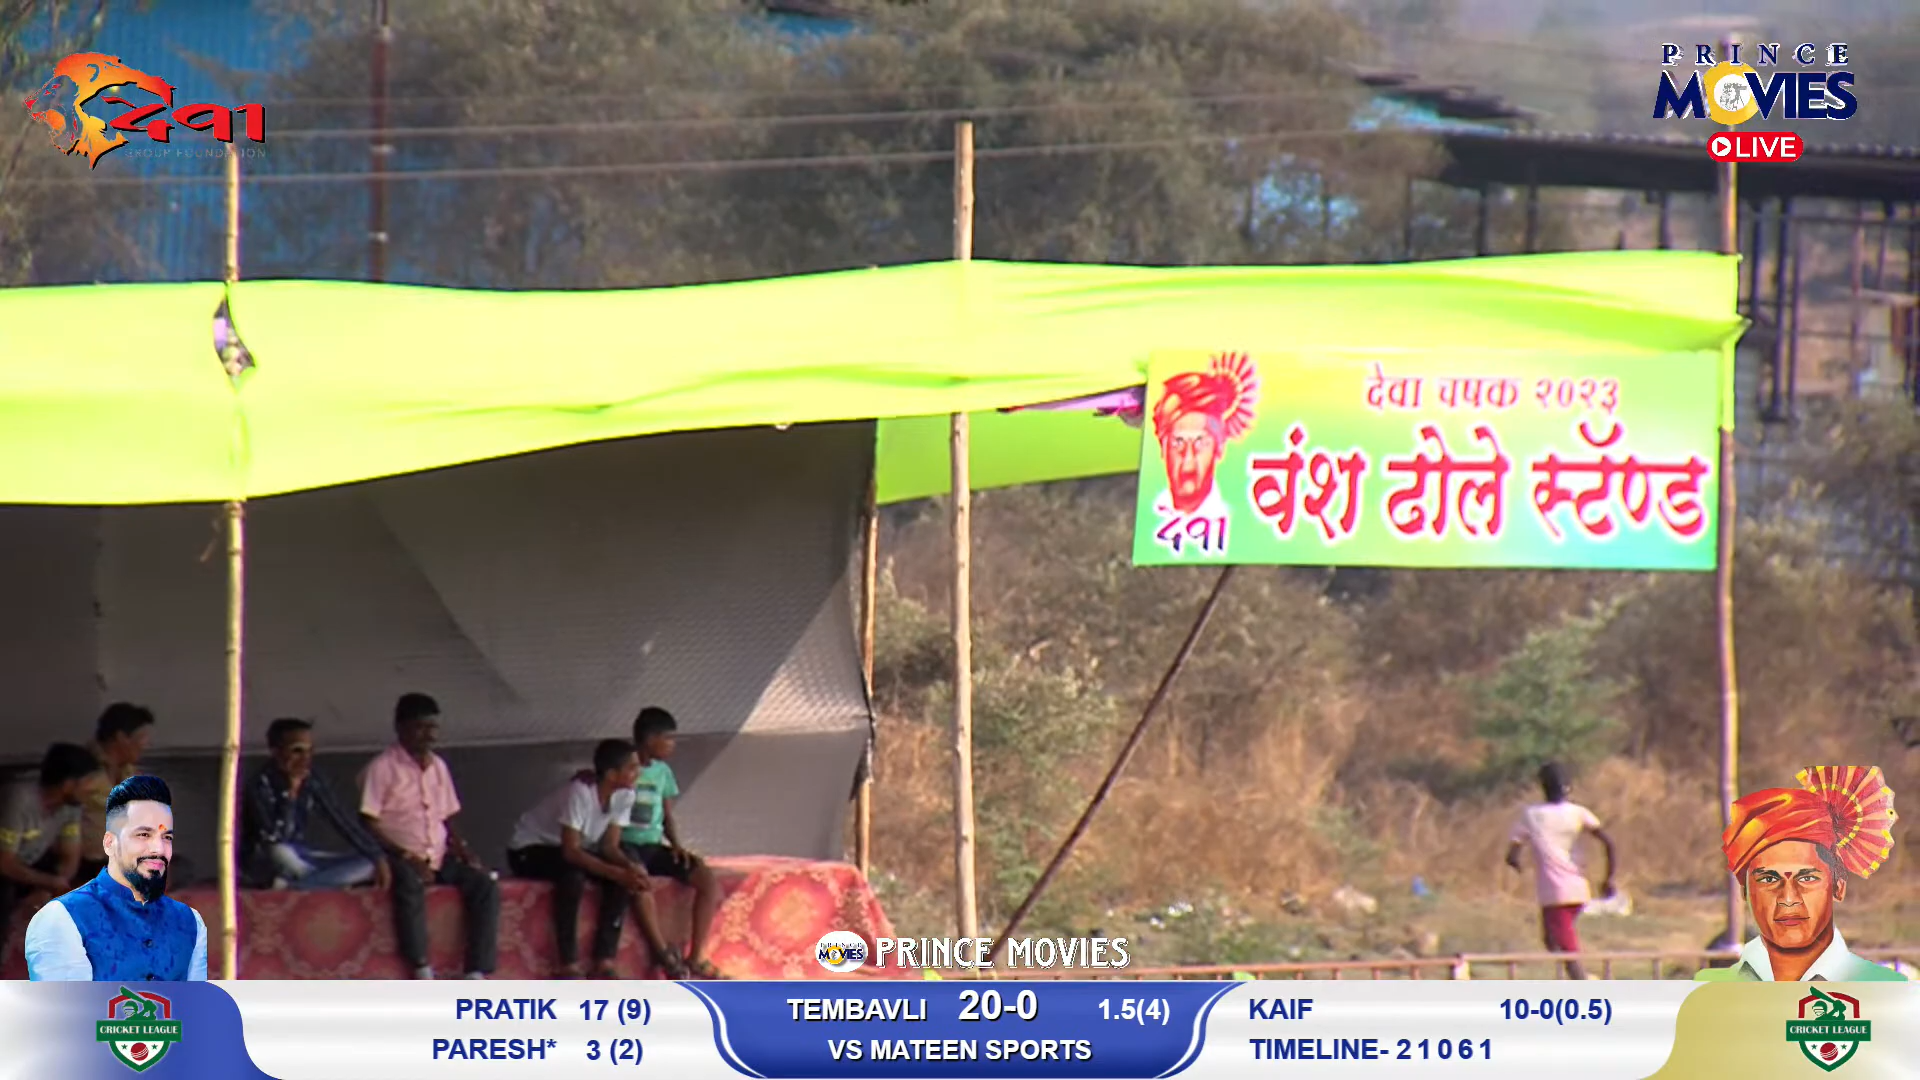 देवा
GROUP FOUNDATION
PRINCE
MOVIES
LIVE
देवा चषक २०२३
वंश ढोले स्टॅण्ड
देवा
PRINCE
MOVIES
PRINCE MOVIES
CRICKET LEAGUE
PRATIK 17 (9)
PARESH* 3 (2)
TEMBAVLI 20-0 1.5(4)
VS MATEEN SPORTS
KAIF 10-0(0.5)
TIMELINE- 2 1 0 6 1
CRICKET LEAGUE